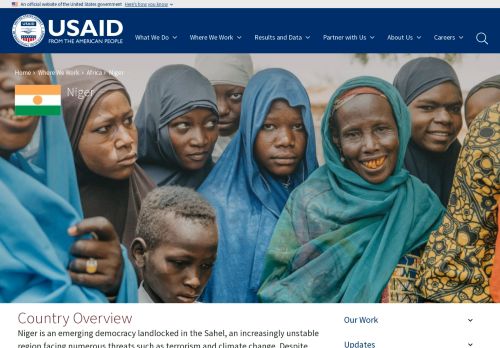 An official website of the United States government Here's how you know
USAID
FROM THE AMERICAN PEOPLE
What We Do
Where We Work
Results and Data
Partner with Us
About Us
Careers
Home › Where We Work › Africa › Niger
Niger
Country Overview
Niger is an emerging democracy landlocked in the Sahel, an increasingly unstable
region facing numerous threats such as terrorism and climate change. Despite
Our Work
Updates